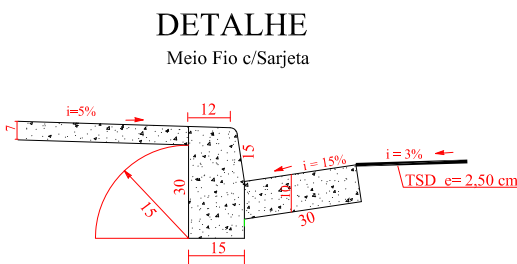 DETALHE
Meio Fio c/Sarjeta
i=5%
12
7
15
i = 15%
i = 3%
30
10
TSD e= 2,50 cm
15
30
15